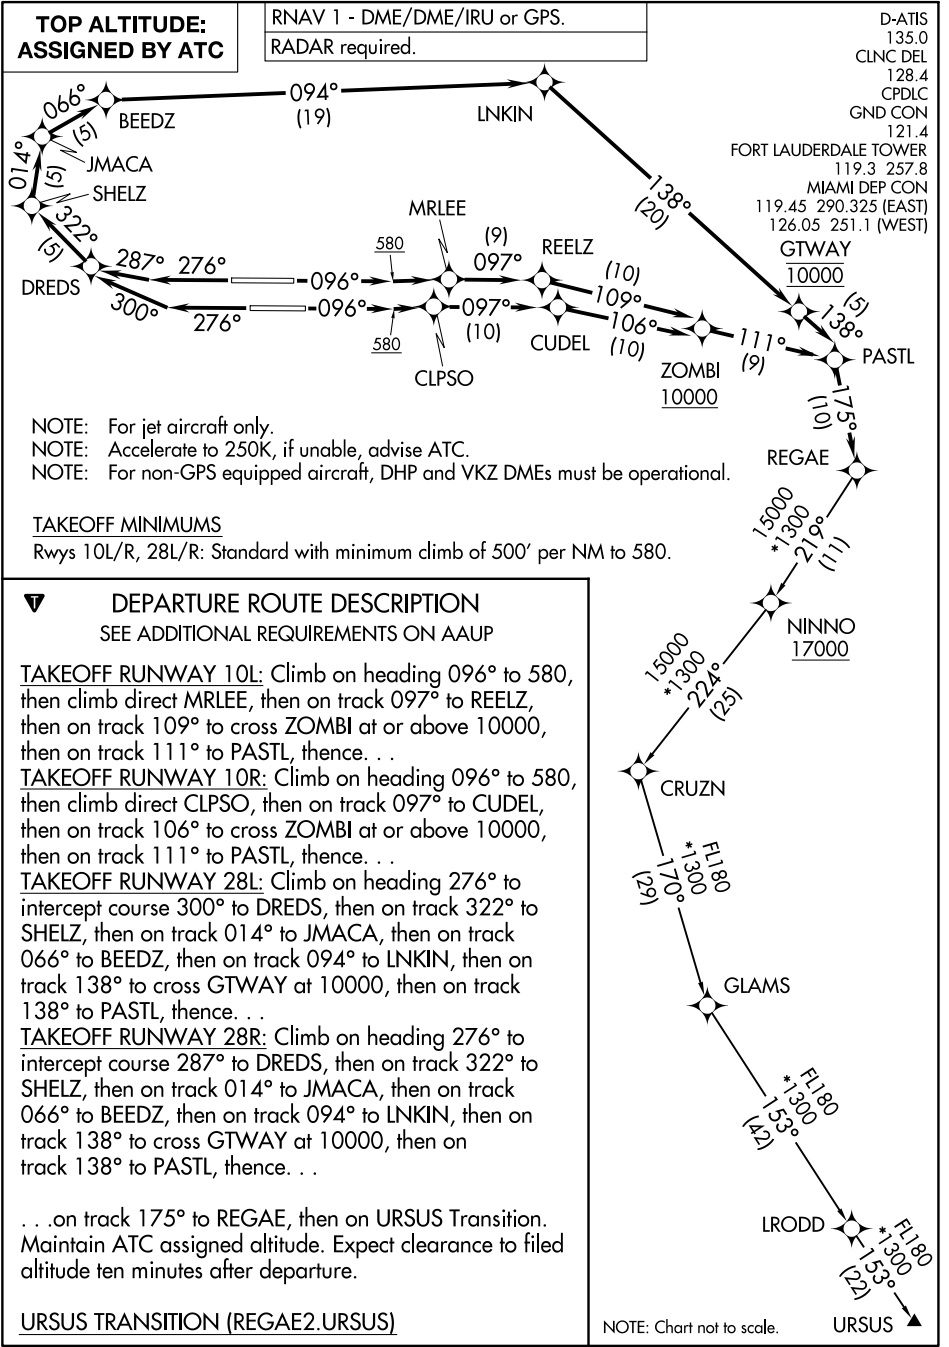 TOP ALTITUDE:
ASSIGNED BY ATC
RNAV 1 - DME/DME/IRU or GPS.
RADAR required.
D-ATIS
135.0
CLNC DEL
128.4
CPDLC
GND CON
121.4
FORT LAUDERDALE TOWER
119.3 257.8
MIAMI DEP CON
119.45 290.325 (EAST)
126.05 251.1 (WEST)
066°
(5)
BEEDZ
094°
(19)
LNKIN
014°
(5)
JMACA
SHELZ
138°
(20)
322°
(5)
DREDS
287°
276°
300°
276°
096°
580
MRLEE
(9)
097°
REELZ
(10)
109°
096°
580
CLPSO
097°
(10)
CUDEL
106°
(10)
ZOMBI
10000
111°
(9)
GTWAY
10000
(5)
138°
PASTL
175°
(10)
REGAE
NOTE: For jet aircraft only.
NOTE: Accelerate to 250K, if unable, advise ATC.
NOTE: For non-GPS equipped aircraft, DHP and VKZ DMEs must be operational.
TAKEOFF MINIMUMS
Rwys 10L/R, 28L/R: Standard with minimum climb of 500' per NM to 580.
15000
*1300
219°
(11)
NINNO
17000
15000
*1300
224°
(25)
CRUZN
FL180
*1300
170°
(29)
GLAMS
FL180
*1300
153°
(42)
LRODD
FL180
*1300
153°
(22)
URSUS
NOTE: Chart not to scale.
T
DEPARTURE ROUTE DESCRIPTION
SEE ADDITIONAL REQUIREMENTS ON AAUP
TAKEOFF RUNWAY 10L: Climb on heading 096° to 580,
then climb direct MRLEE, then on track 097° to REELZ,
then on track 109° to cross ZOMBI at or above 10000,
then on track 111° to PASTL, thence. . .
TAKEOFF RUNWAY 10R: Climb on heading 096° to 580,
then climb direct CLPSO, then on track 097° to CUDEL,
then on track 106° to cross ZOMBI at or above 10000,
then on track 111° to PASTL, thence. . .
TAKEOFF RUNWAY 28L: Climb on heading 276° to
intercept course 300° to DREDS, then on track 322° to
SHELZ, then on track 014° to JMACA, then on track
066° to BEEDZ, then on track 094° to LNKIN, then on
track 138° to cross GTWAY at 10000, then on track
138° to PASTL, thence. . .
TAKEOFF RUNWAY 28R: Climb on heading 276° to
intercept course 287° to DREDS, then on track 322° to
SHELZ, then on track 014° to JMACA, then on track
066° to BEEDZ, then on track 094° to LNKIN, then on
track 138° to cross GTWAY at 10000, then on
track 138° to PASTL, thence. . .
. . .on track 175° to REGAE, then on URSUS Transition.
Maintain ATC assigned altitude. Expect clearance to filed
altitude ten minutes after departure.
URSUS TRANSITION (REGAE2.URSUS)